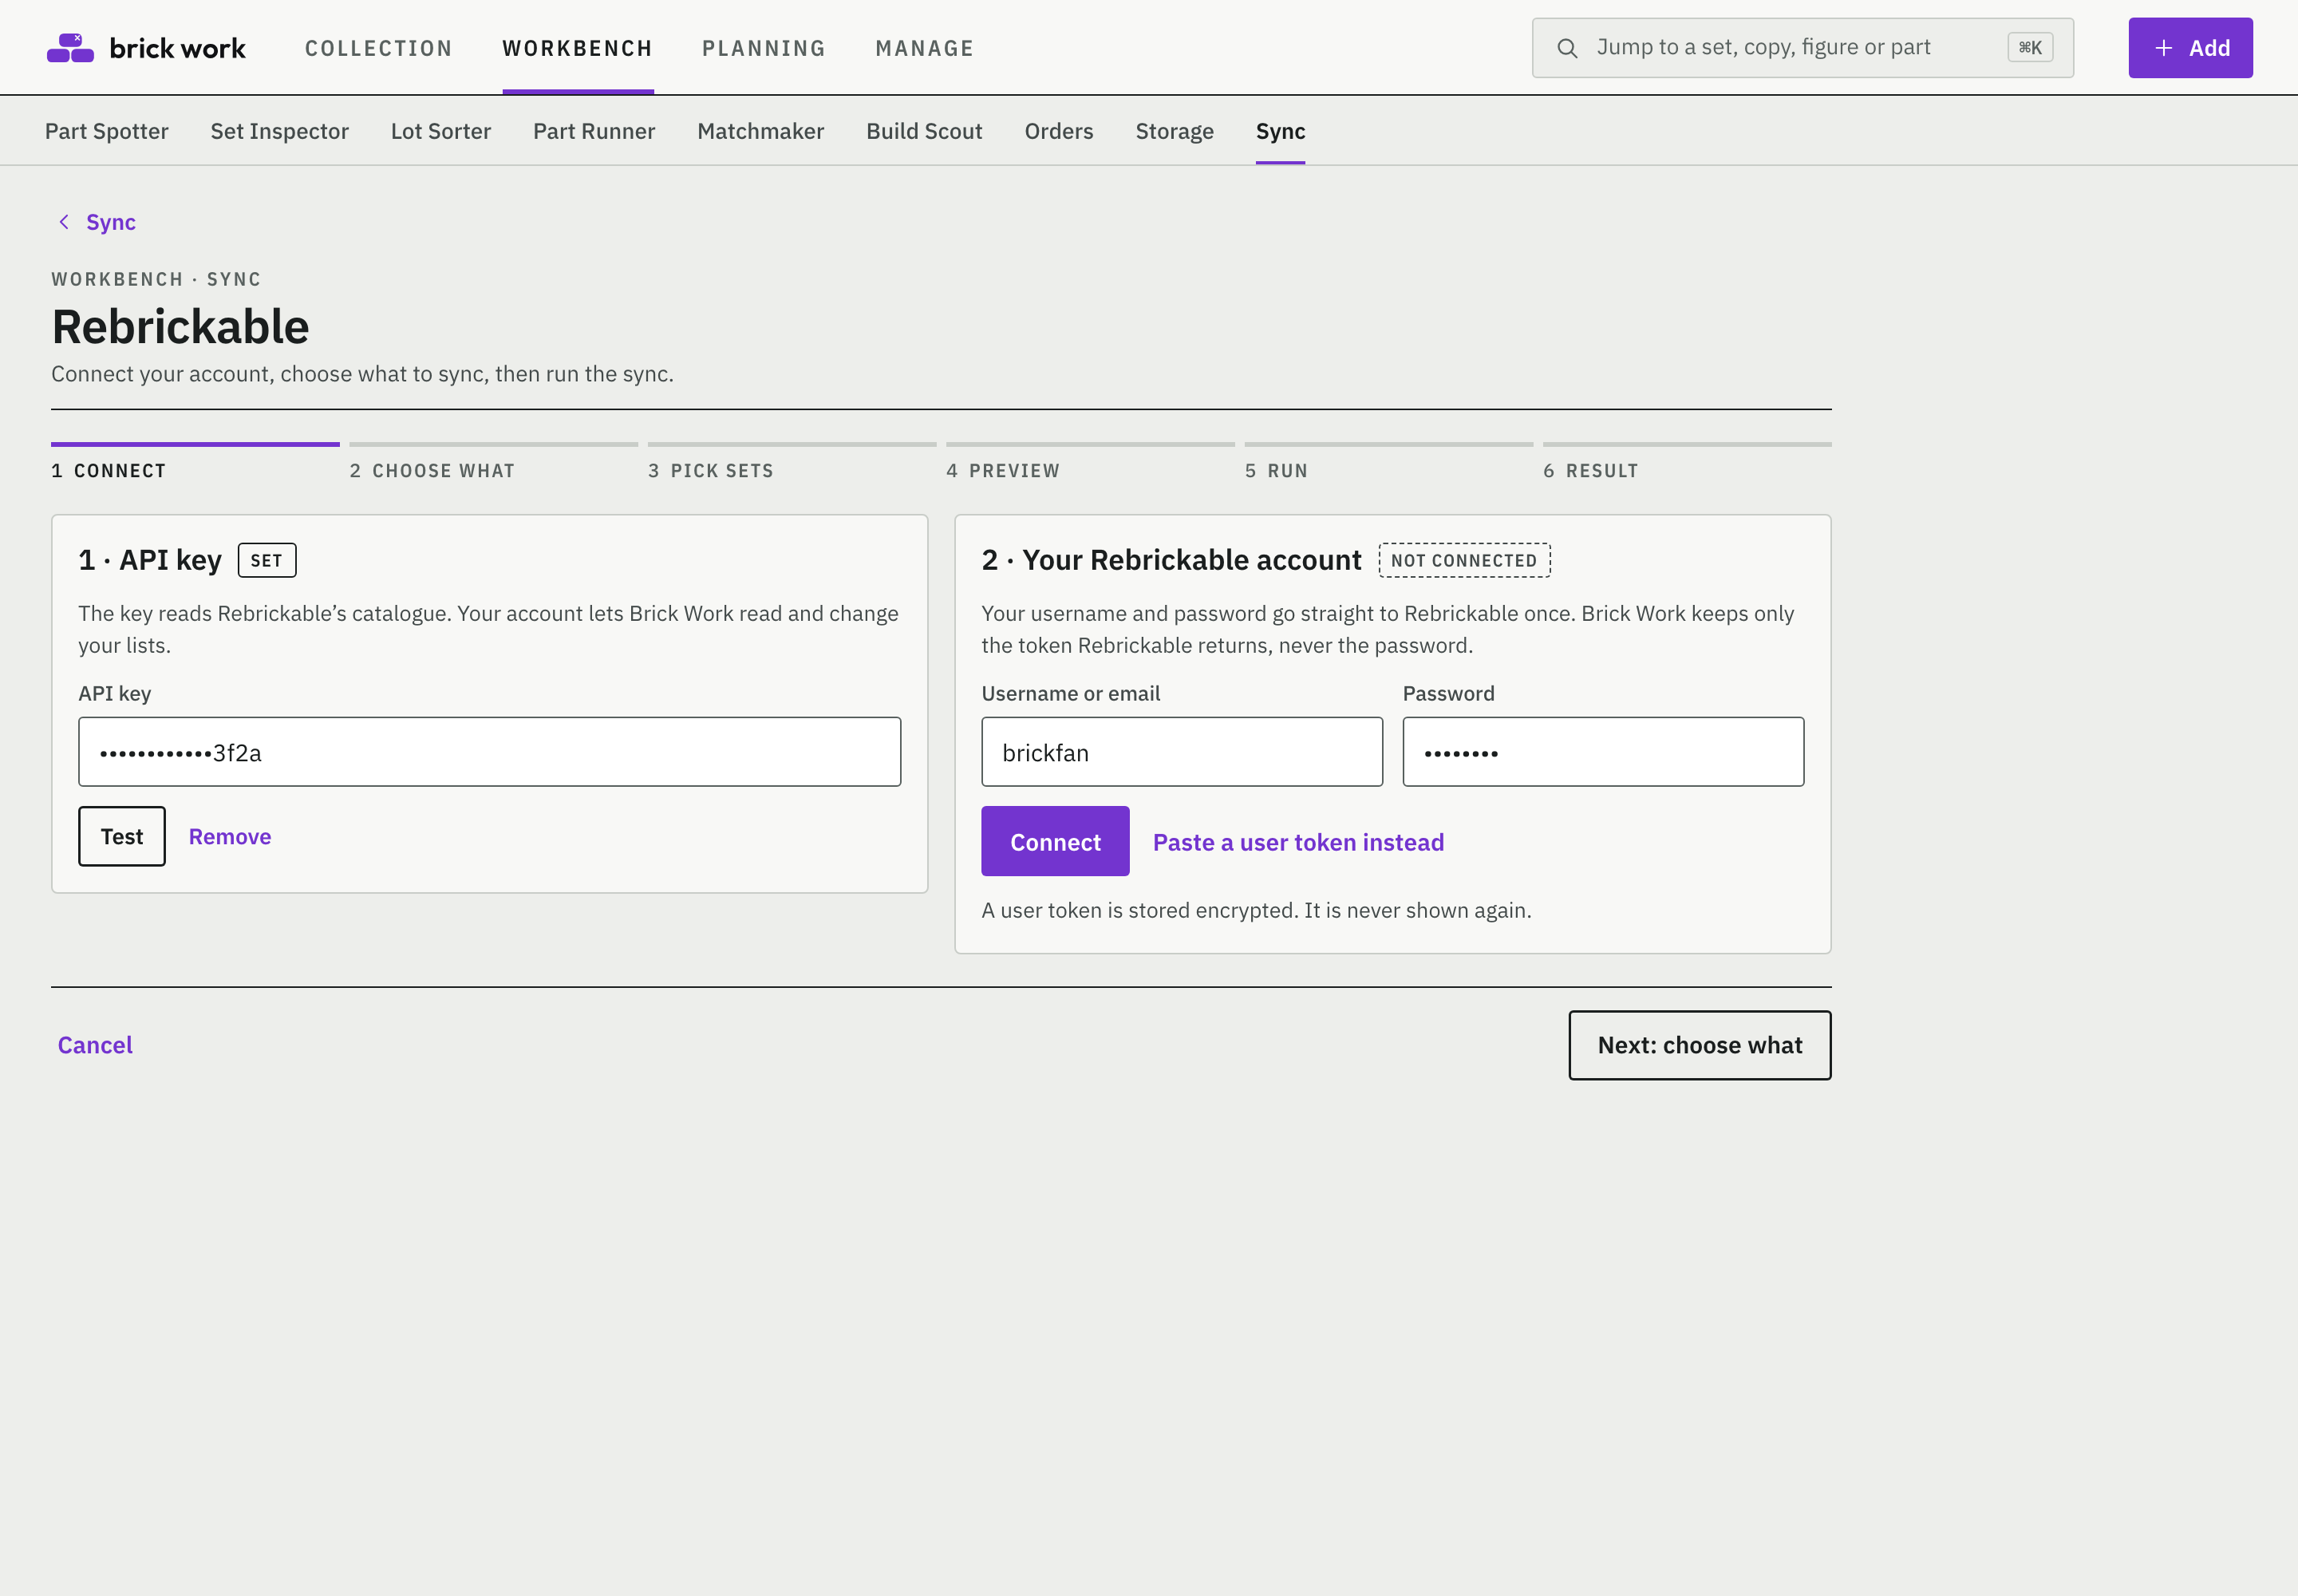 brick work
COLLECTION
WORKBENCH
PLANNING
MANAGE
Jump to a set, copy, figure or part
⌘K
+ Add
Part Spotter
Set Inspector
Lot Sorter
Part Runner
Matchmaker
Build Scout
Orders
Storage
Sync
Sync
WORKBENCH · SYNC
Rebrickable
Connect your account, choose what to sync, then run the sync.
1 CONNECT
2 CHOOSE WHAT
3 PICK SETS
4 PREVIEW
5 RUN
6 RESULT
1 · API key
SET
The key reads Rebrickable’s catalogue. Your account lets Brick Work read and change
your lists.
API key
••••••••••••3f2a
Test
Remove
2 · Your Rebrickable account
NOT CONNECTED
Your username and password go straight to Rebrickable once. Brick Work keeps only
the token Rebrickable returns, never the password.
Username or email
Password
brickfan
••••••••
Connect
Paste a user token instead
A user token is stored encrypted. It is never shown again.
Cancel
Next: choose what